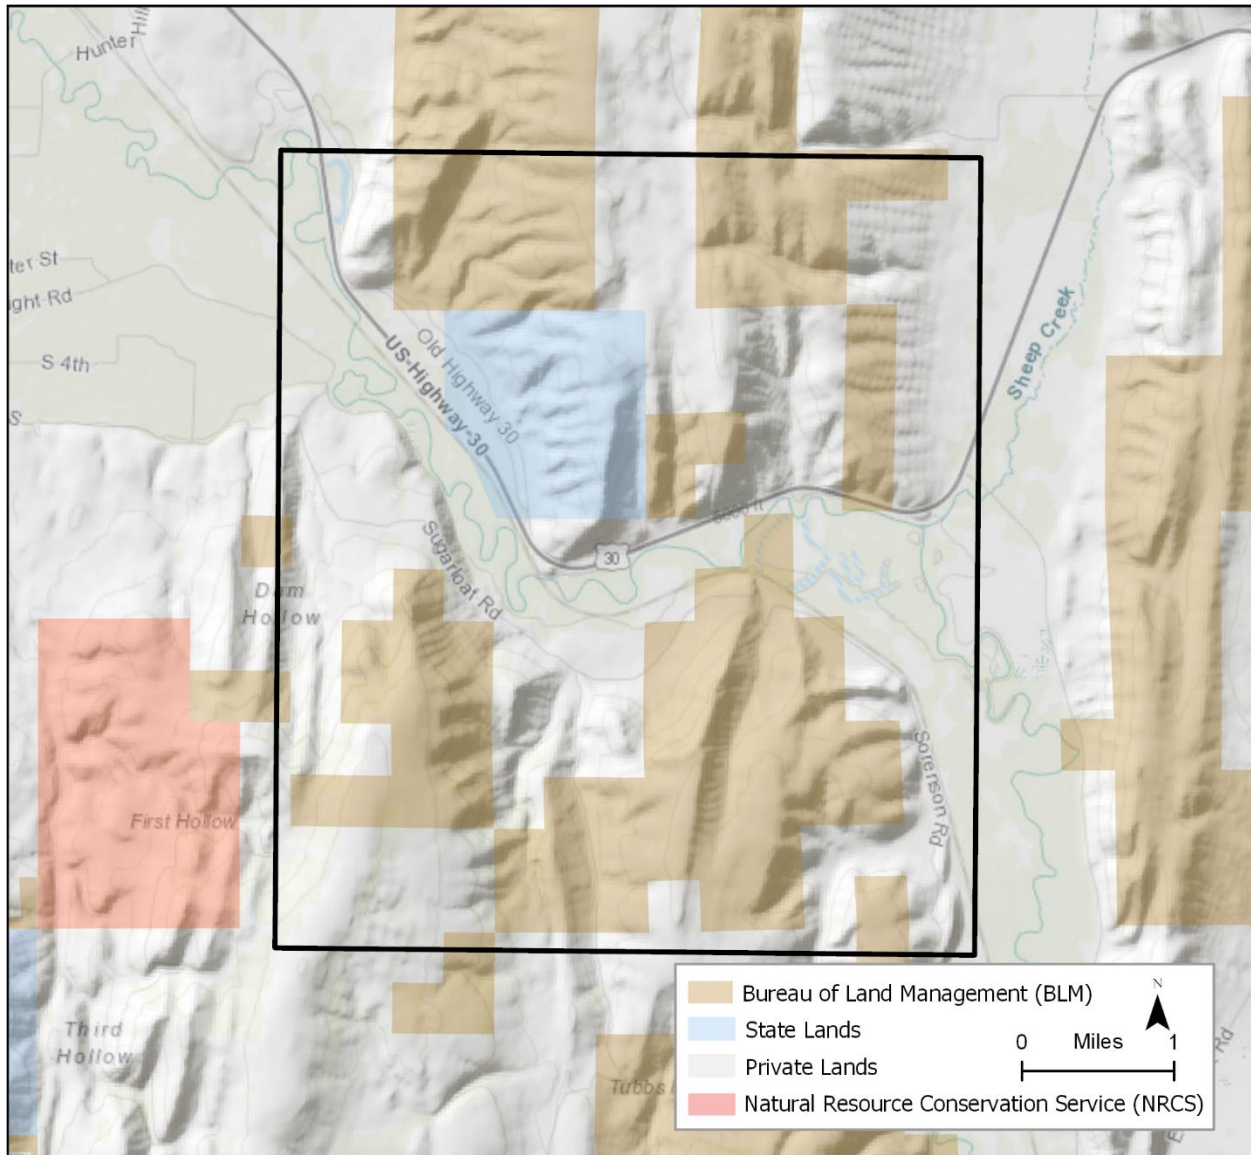 Hunter Hill
ter St
ight Rd
S 4th
S
US-Highway-30
Old Highway 30
Sheep Creek
30
Sugarloaf Rd
Dam
Hollow
First Hollow
Sorenson Rd
Third
Hollow
Tubbs
Rd
E
N
Bureau of Land Management (BLM)
State Lands
Private Lands
Natural Resource Conservation Service (NRCS)
0 Miles 1